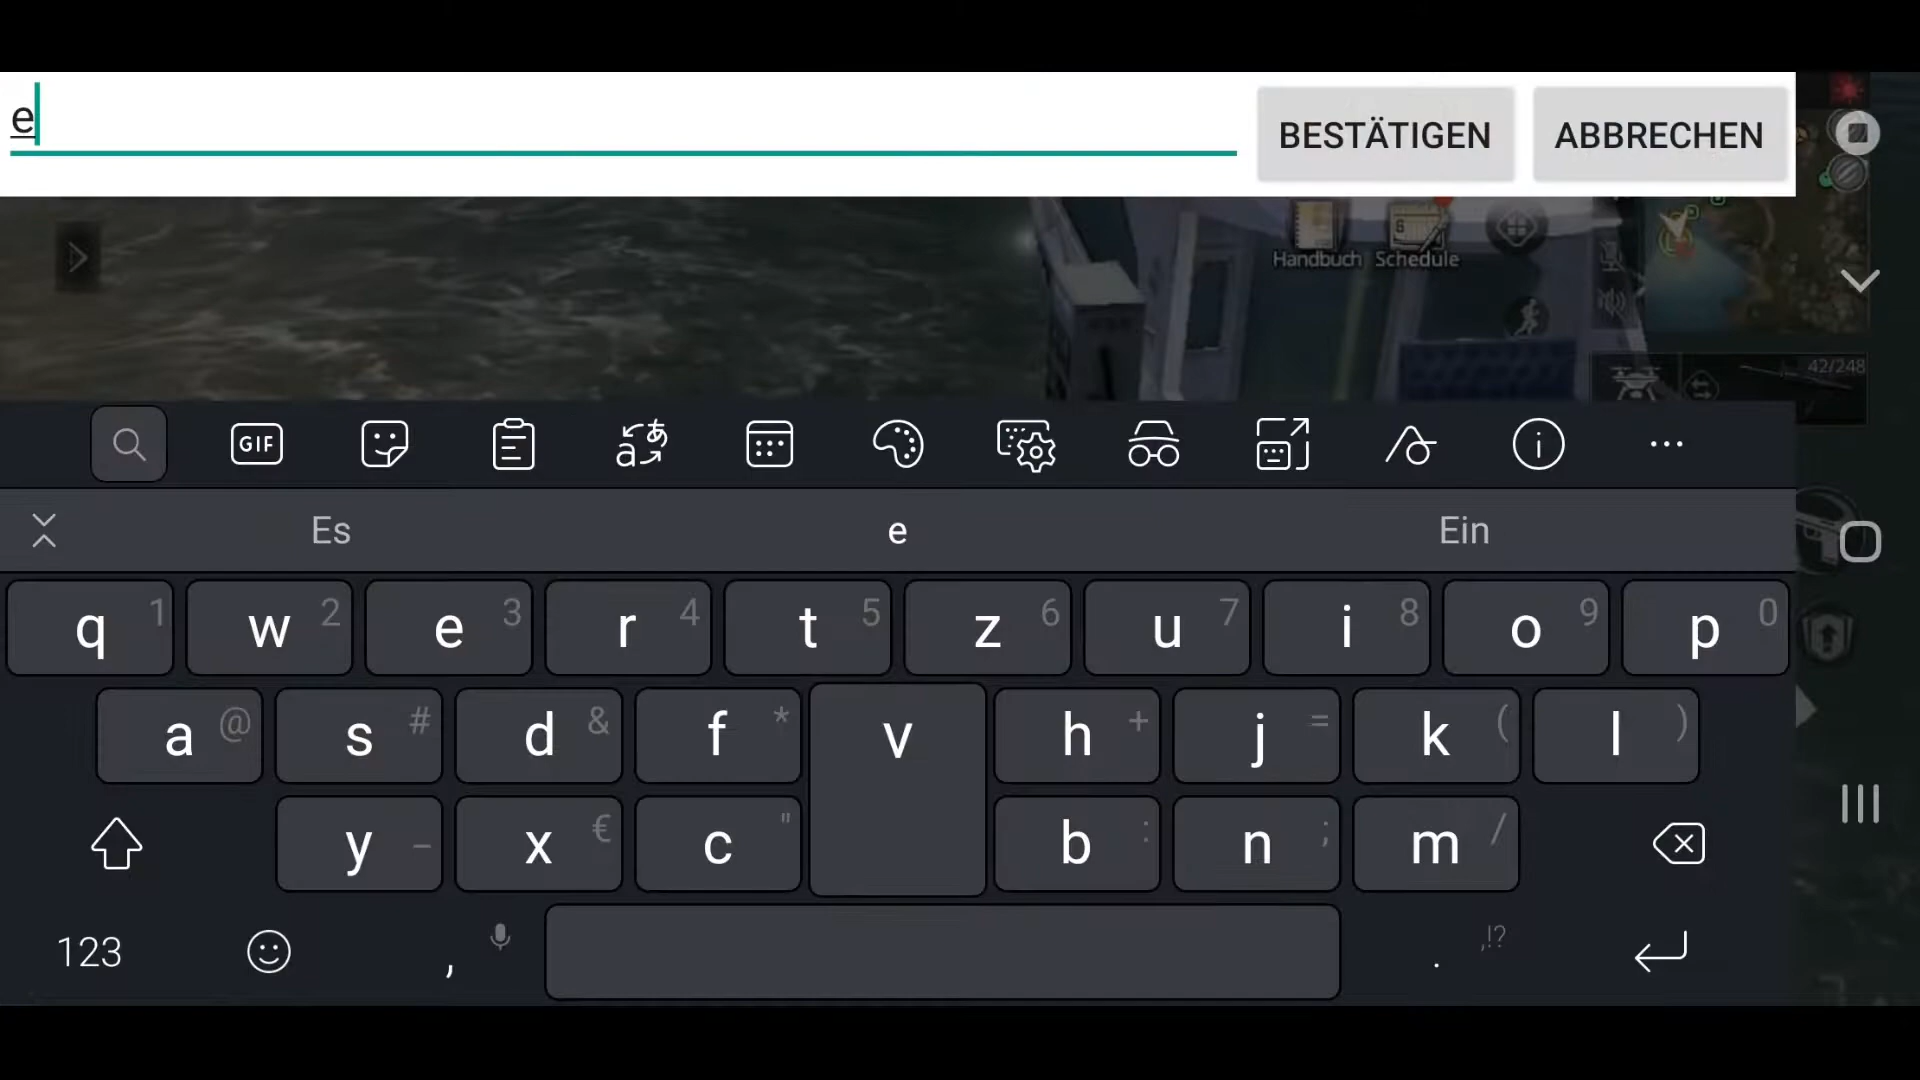 e
BESTÄTIGEN ABBRECHEN
Handbuch Schedule
42/248
GIF
Es e Ein
q 1 w 2 e 3 r 4 t 5 z 6 u 7 i 8 o 9 p 0
a @ s # d & f * v h + j = k ( l )
y _ x € c " b : n ; m /
123 , . ,!?